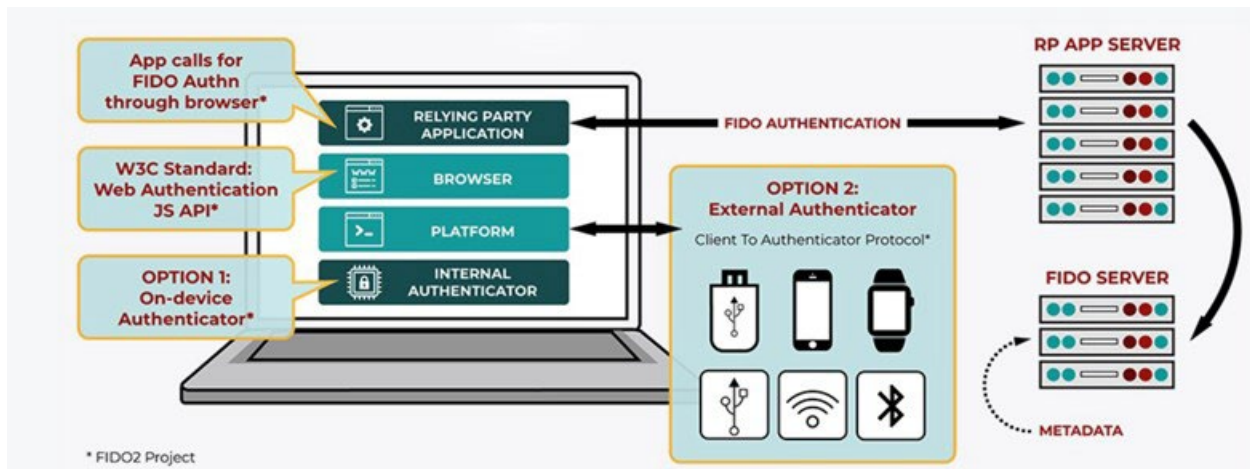 App calls for
FIDO Authn
through browser*
W3C Standard:
Web Authentication
JS API*
OPTION 1:
On-device
Authenticator*
RELYING PARTY
APPLICATION
WWW
BROWSER
PLATFORM
INTERNAL
AUTHENTICATOR
FIDO AUTHENTICATION
OPTION 2:
External Authenticator
Client To Authenticator Protocol*
RP APP SERVER
FIDO SERVER
METADATA
* FIDO2 Project